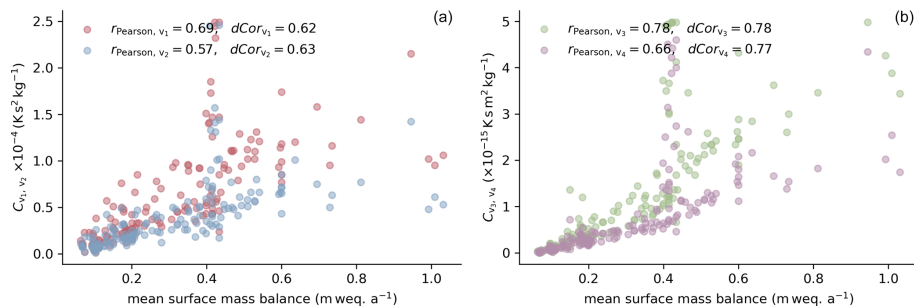 (a)
r_Pearson, v₁ = 0.69, dCor_v₁ = 0.62
r_Pearson, v₂ = 0.57, dCor_v₂ = 0.63
2.5
2.0
1.5
1.0
0.5
0.0
C_v₁, v₂ ×10⁻⁴ (K s² kg⁻¹)
0.2 0.4 0.6 0.8 1.0
mean surface mass balance (m weq. a⁻¹)
(b)
r_Pearson, v₃ = 0.78, dCor_v₃ = 0.78
r_Pearson, v₄ = 0.66, dCor_v₄ = 0.77
5
4
3
2
1
0
C_v₃, v₄ (×10⁻¹⁵ K s m² kg⁻¹)
0.2 0.4 0.6 0.8 1.0
mean surface mass balance (m weq. a⁻¹)